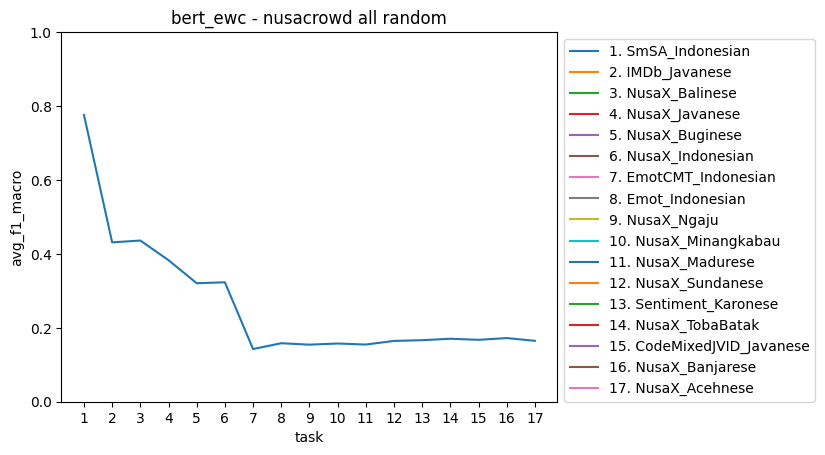 bert_ewc - nusacrowd all random
1.0
0.8
0.6
0.4
0.2
0.0
avg_f1_macro
1 2 3 4 5 6 7 8 9 10 11 12 13 14 15 16 17
task
1. SmSA_Indonesian
2. IMDb_Javanese
3. NusaX_Balinese
4. NusaX_Javanese
5. NusaX_Buginese
6. NusaX_Indonesian
7. EmotCMT_Indonesian
8. Emot_Indonesian
9. NusaX_Ngaju
10. NusaX_Minangkabau
11. NusaX_Madurese
12. NusaX_Sundanese
13. Sentiment_Karonese
14. NusaX_TobaBatak
15. CodeMixedJVID_Javanese
16. NusaX_Banjarese
17. NusaX_Acehnese